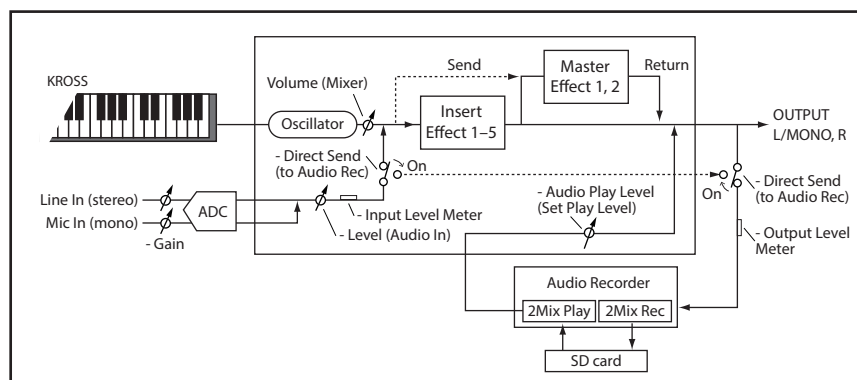 KROSS
Volume (Mixer)
Oscillator
Send
Insert
Effect 1–5
Master
Effect 1, 2
Return
OUTPUT
L/MONO, R
- Direct Send
(to Audio Rec)
On
Line In (stereo)
Mic In (mono)
- Gain
ADC
- Input Level Meter
- Level (Audio In)
- Audio Play Level
(Set Play Level)
On
- Direct Send
(to Audio Rec)
- Output Level
Meter
Audio Recorder
2Mix Play
2Mix Rec
SD card